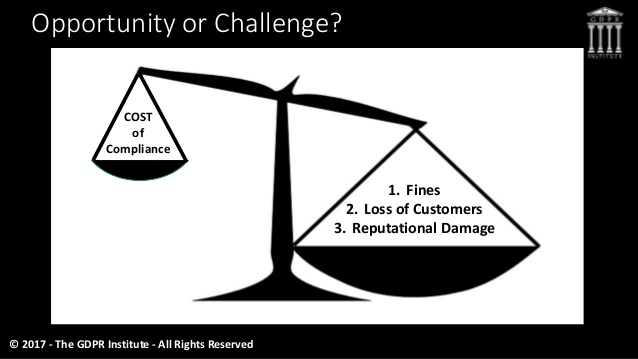 Opportunity or Challenge?
GDPR
INSTITUTE
COST
of
Compliance
1. Fines
2. Loss of Customers
3. Reputational Damage
© 2017 - The GDPR Institute - All Rights Reserved